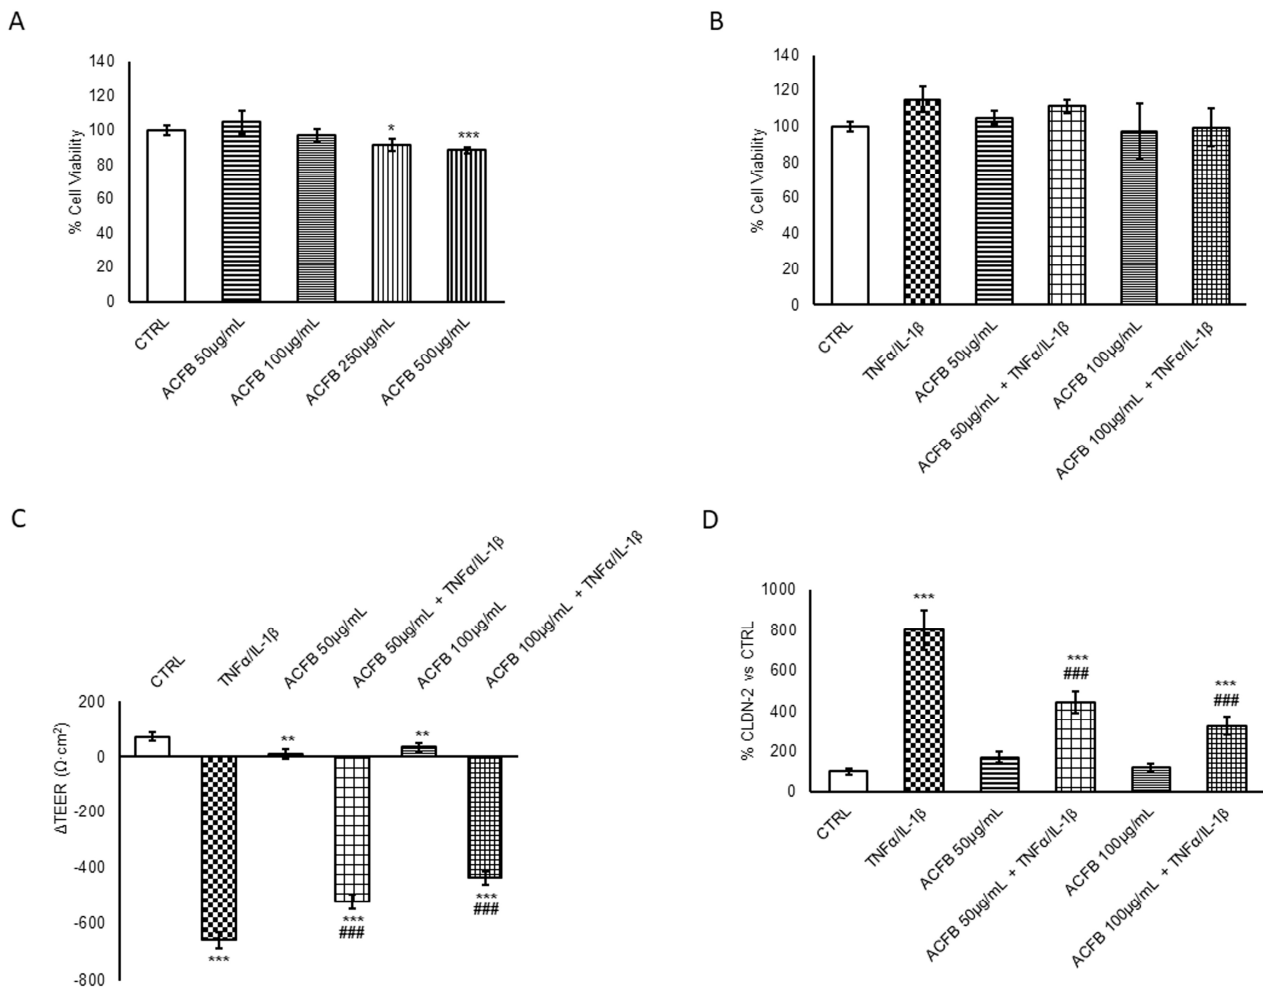 A
% Cell Viability
140
120
100
80
60
40
20
0
*
***
CTRL
ACFB 50µg/mL
ACFB 100µg/mL
ACFB 250µg/mL
ACFB 500µg/mL
B
% Cell Viability
140
120
100
80
60
40
20
0
CTRL
TNFα/IL-1β
ACFB 50µg/mL
ACFB 50µg/mL + TNFα/IL-1β
ACFB 100µg/mL
ACFB 100µg/mL + TNFα/IL-1β
C
CTRL
TNFα/IL-1β
ACFB 50µg/mL
ACFB 50µg/mL + TNFα/IL-1β
ACFB 100µg/mL
ACFB 100µg/mL + TNFα/IL-1β
ΔTEER (Ω·cm²)
200
0
-200
-400
-600
-800
***
**
***
###
**
***
###
D
% CLDN-2 vs CTRL
1000
800
600
400
200
0
***
***
###
***
###
CTRL
TNFα/IL-1β
ACFB 50µg/mL
ACFB 50µg/mL + TNFα/IL-1β
ACFB 100µg/mL
ACFB 100µg/mL + TNFα/IL-1β